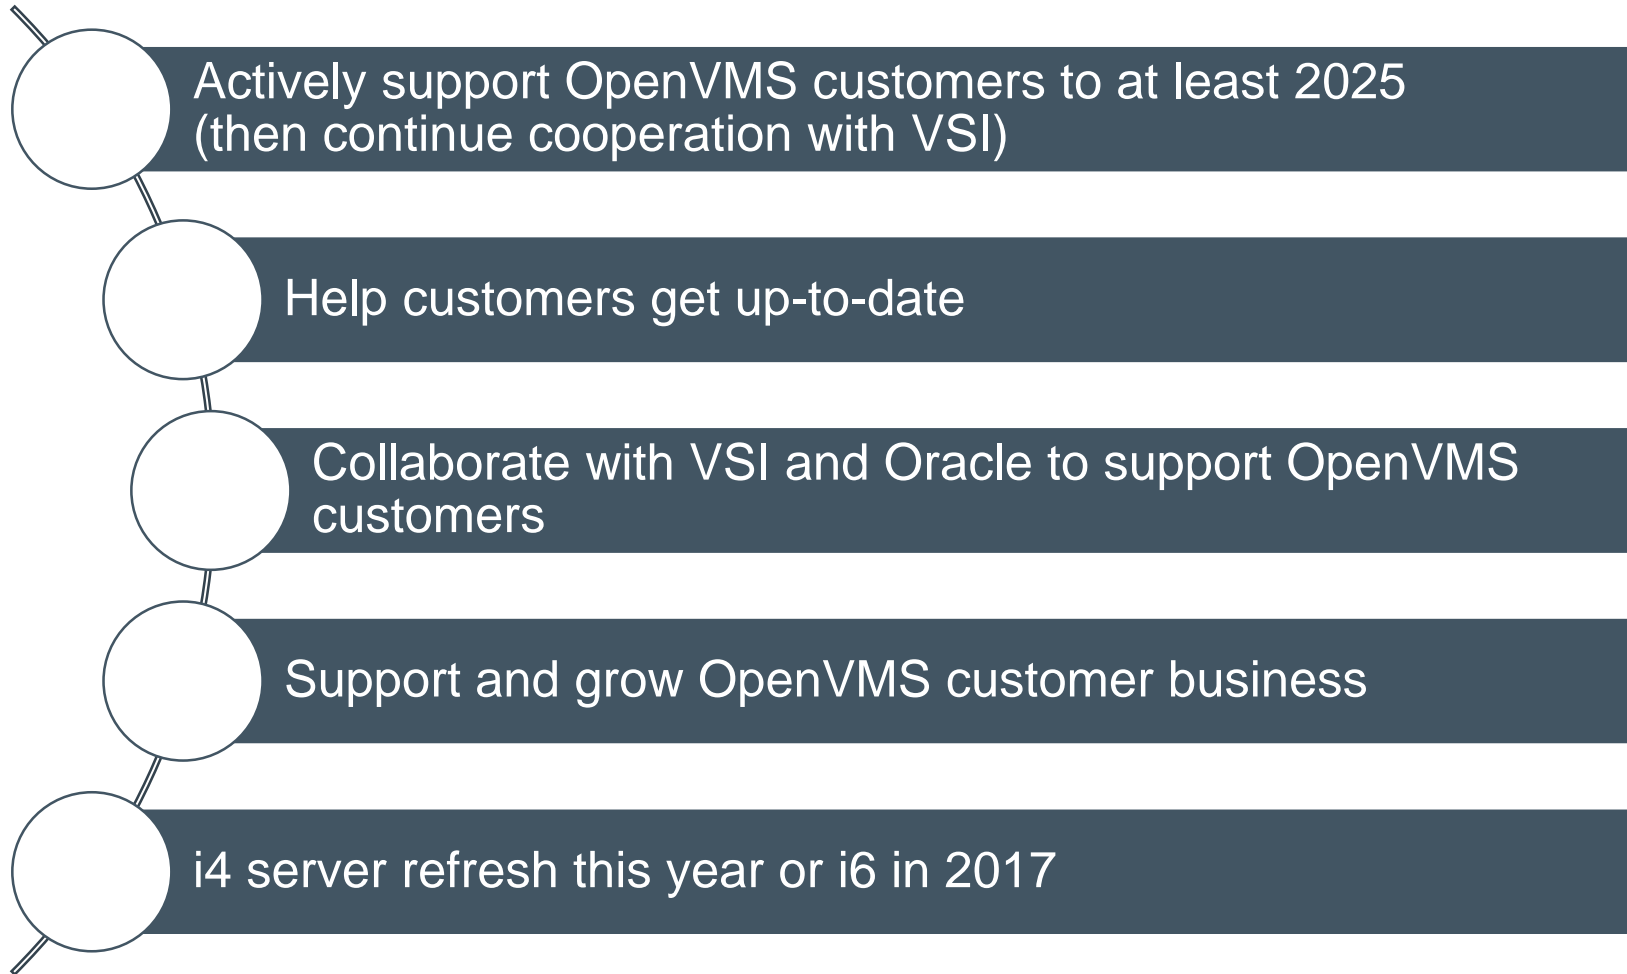 Actively support OpenVMS customers to at least 2025
(then continue cooperation with VSI)
Help customers get up-to-date
Collaborate with VSI and Oracle to support OpenVMS
customers
Support and grow OpenVMS customer business
i4 server refresh this year or i6 in 2017